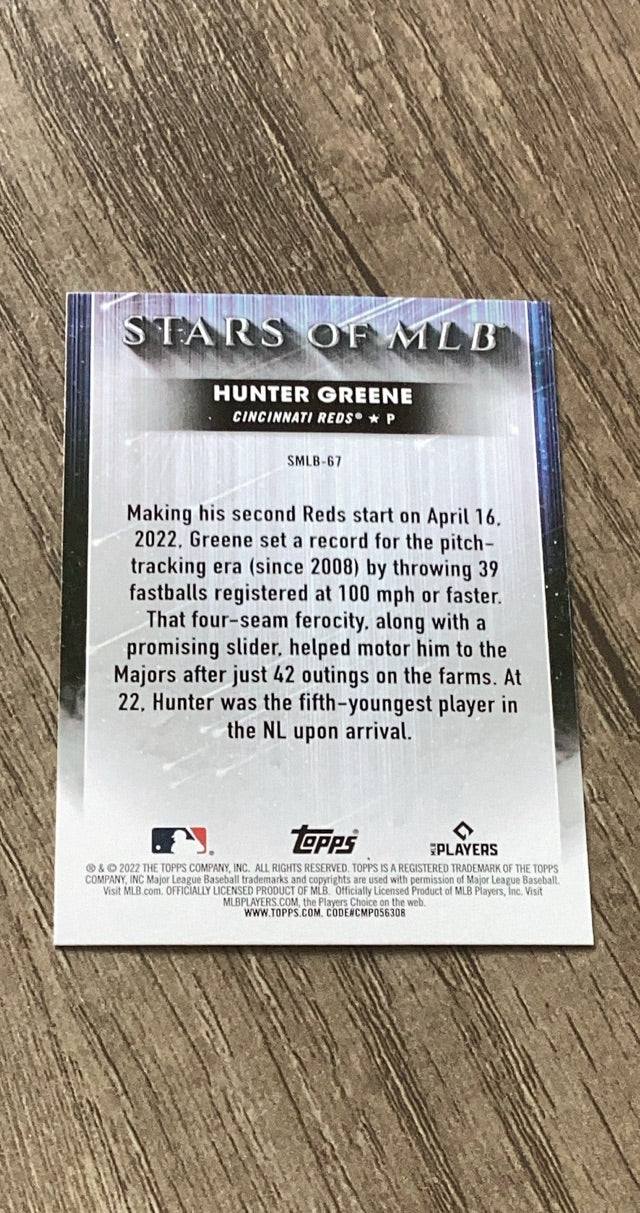 STARS OF MLB
HUNTER GREENE
CINCINNATI REDS® ★ P
SMLB-67
Making his second Reds start on April 16,
2022, Greene set a record for the pitch-
tracking era (since 2008) by throwing 39
fastballs registered at 100 mph or faster.
That four-seam ferocity, along with a
promising slider, helped motor him to the
Majors after just 42 outings on the farms. At
22, Hunter was the fifth-youngest player in
the NL upon arrival.
Topps® PLAYERS
® & © 2022 THE TOPPS COMPANY, INC. ALL RIGHTS RESERVED. TOPPS IS A REGISTERED TRADEMARK OF THE TOPPS
COMPANY, INC Major League Baseball trademarks and copyrights are used with permission of Major League Baseball.
Visit MLB.com. OFFICIALLY LICENSED PRODUCT OF MLB. Officially Licensed Product of MLB Players, Inc. Visit
MLBPLAYERS.COM, the Players Choice on the web.
WWW.TOPPS.COM. CODE#CMP056308